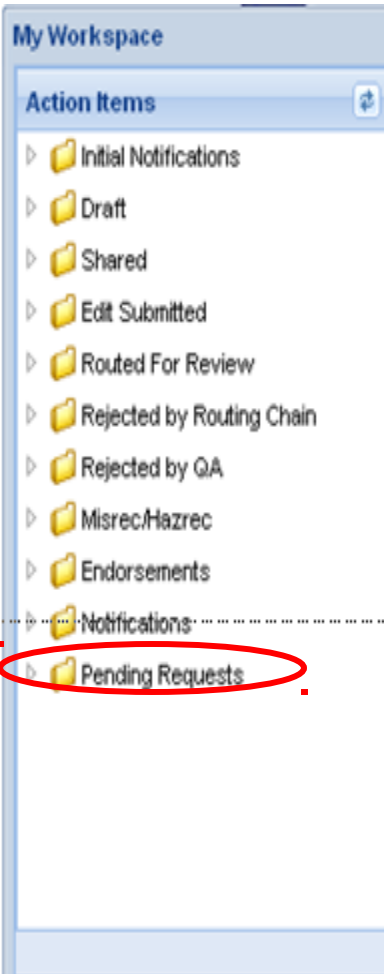 My Workspace
Action Items
Initial Notifications
Draft
Shared
Edit Submitted
Routed For Review
Rejected by Routing Chain
Rejected by QA
Misrec/Hazrec
Endorsements
Notifications
Pending Requests